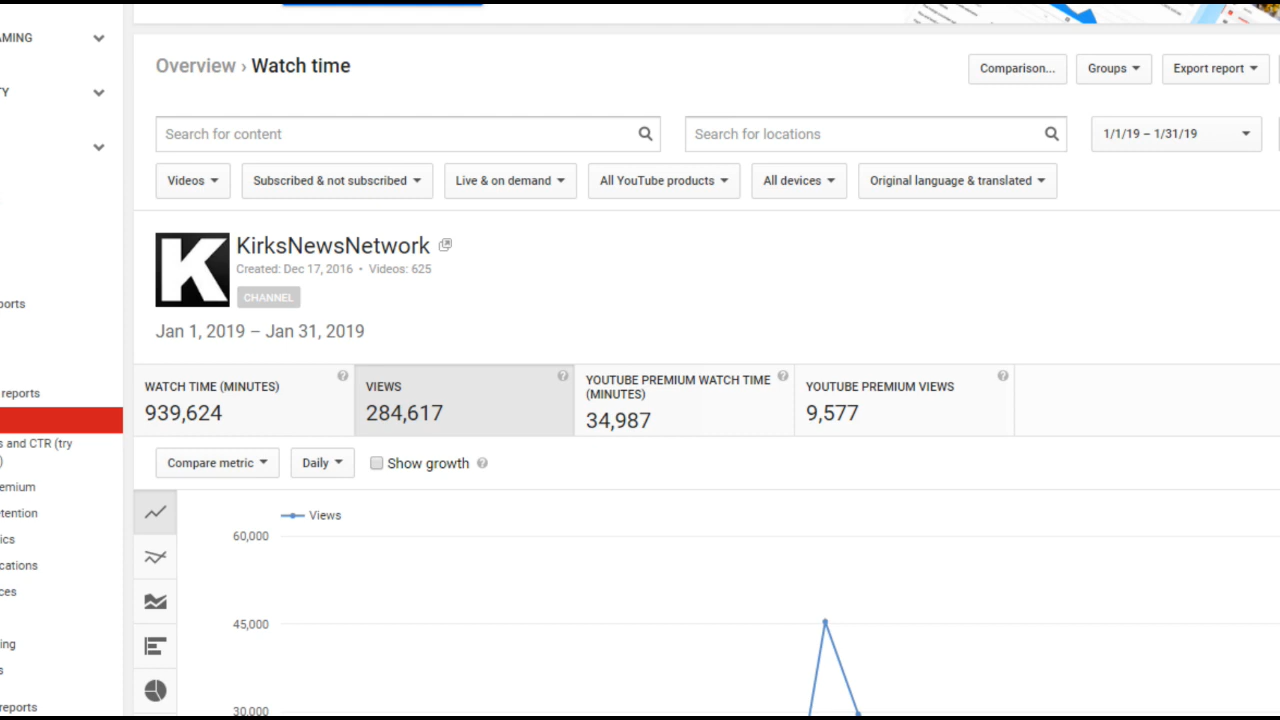 AMING
TY
ports
reports
s and CTR (try
)
emium
tention
ics
cations
ces
ing
s
reports
Overview › Watch time
Comparison...
Groups
Export report
Search for content
Search for locations
1/1/19 – 1/31/19
Videos
Subscribed & not subscribed
Live & on demand
All YouTube products
All devices
Original language & translated
K
KirksNewsNetwork
Created: Dec 17, 2016 • Videos: 625
CHANNEL
Jan 1, 2019 – Jan 31, 2019
WATCH TIME (MINUTES)
939,624
VIEWS
284,617
YOUTUBE PREMIUM WATCH TIME
(MINUTES)
34,987
YOUTUBE PREMIUM VIEWS
9,577
Compare metric
Daily
Show growth
Views
60,000
45,000
30,000